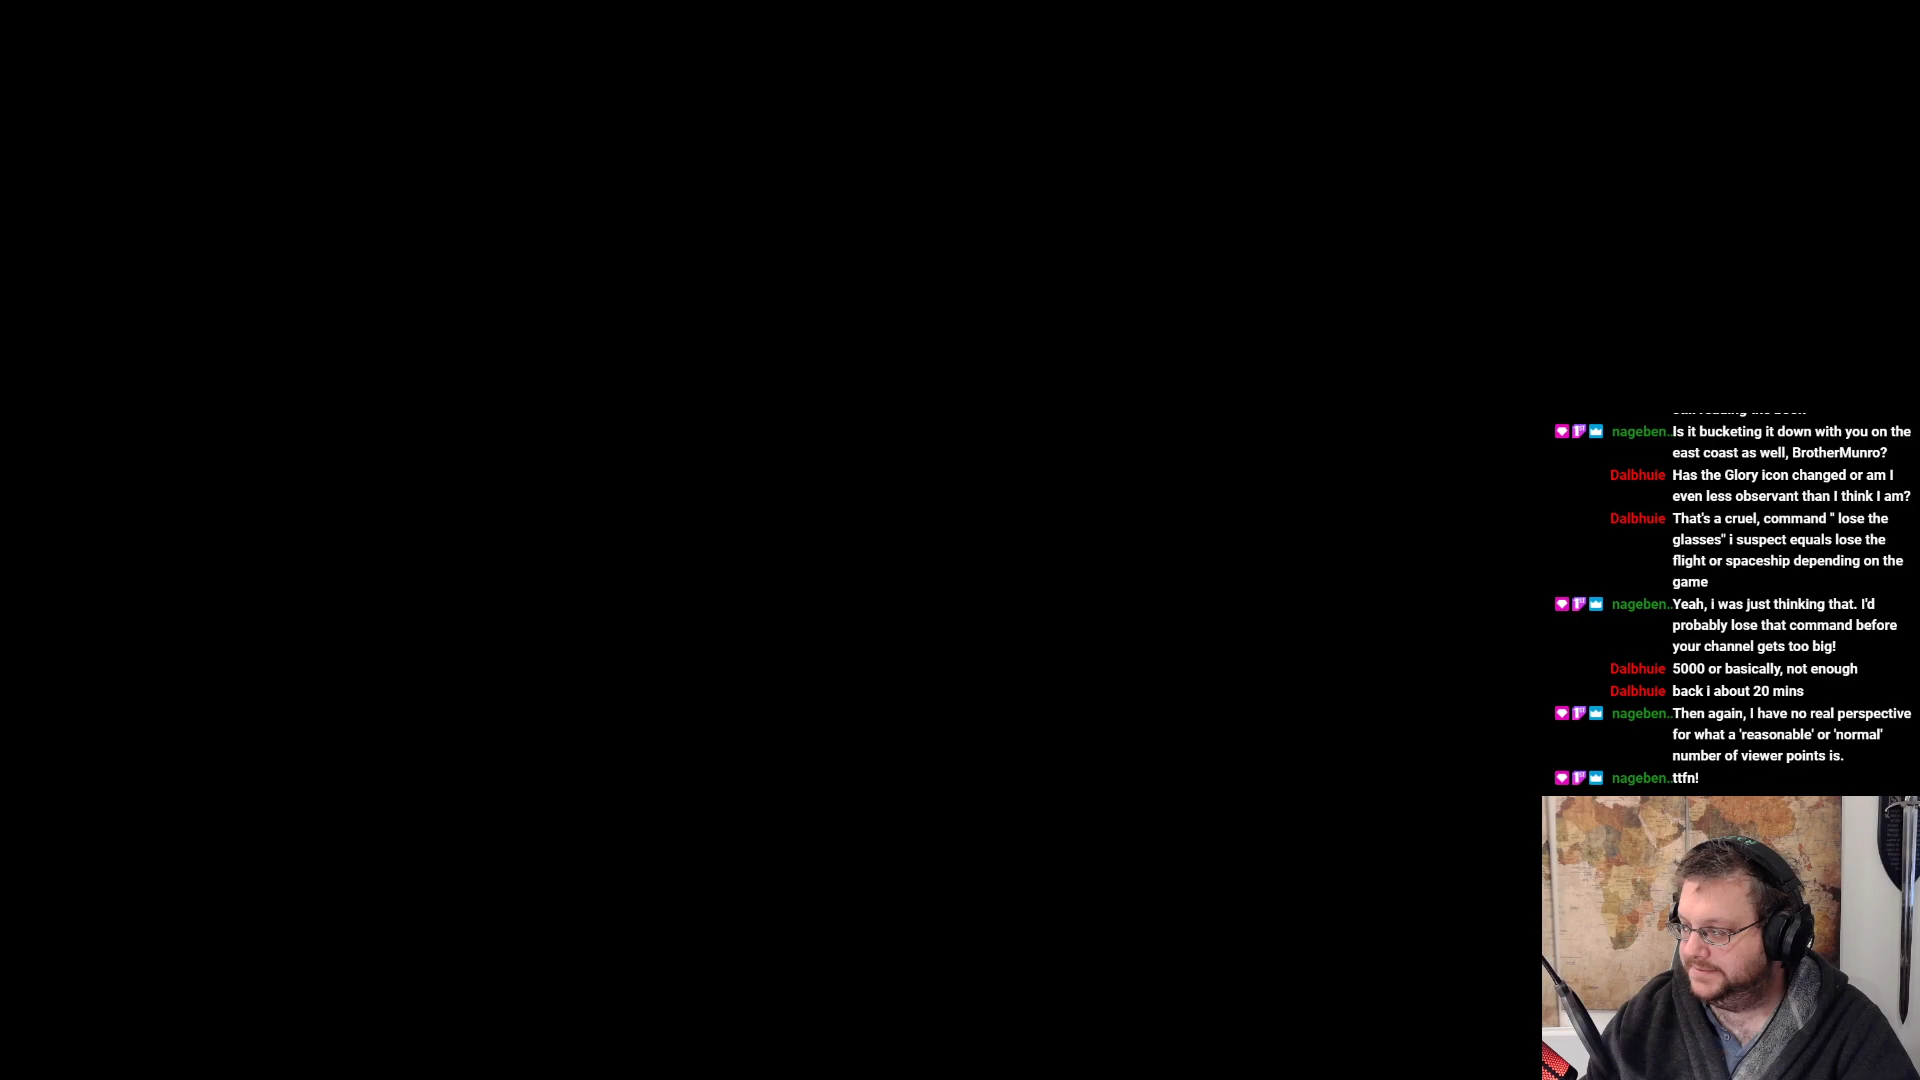 nageben.. Is it bucketing it down with you on the
east coast as well, BrotherMunro?
Dalbhuie Has the Glory icon changed or am I
even less observant than I think I am?
Dalbhuie That's a cruel, command " lose the
glasses" i suspect equals lose the
flight or spaceship depending on the
game
nageben.. Yeah, i was just thinking that. I'd
probably lose that command before
your channel gets too big!
Dalbhuie 5000 or basically, not enough
Dalbhuie back i about 20 mins
nageben.. Then again, I have no real perspective
for what a 'reasonable' or 'normal'
number of viewer points is.
nageben.. ttfn!